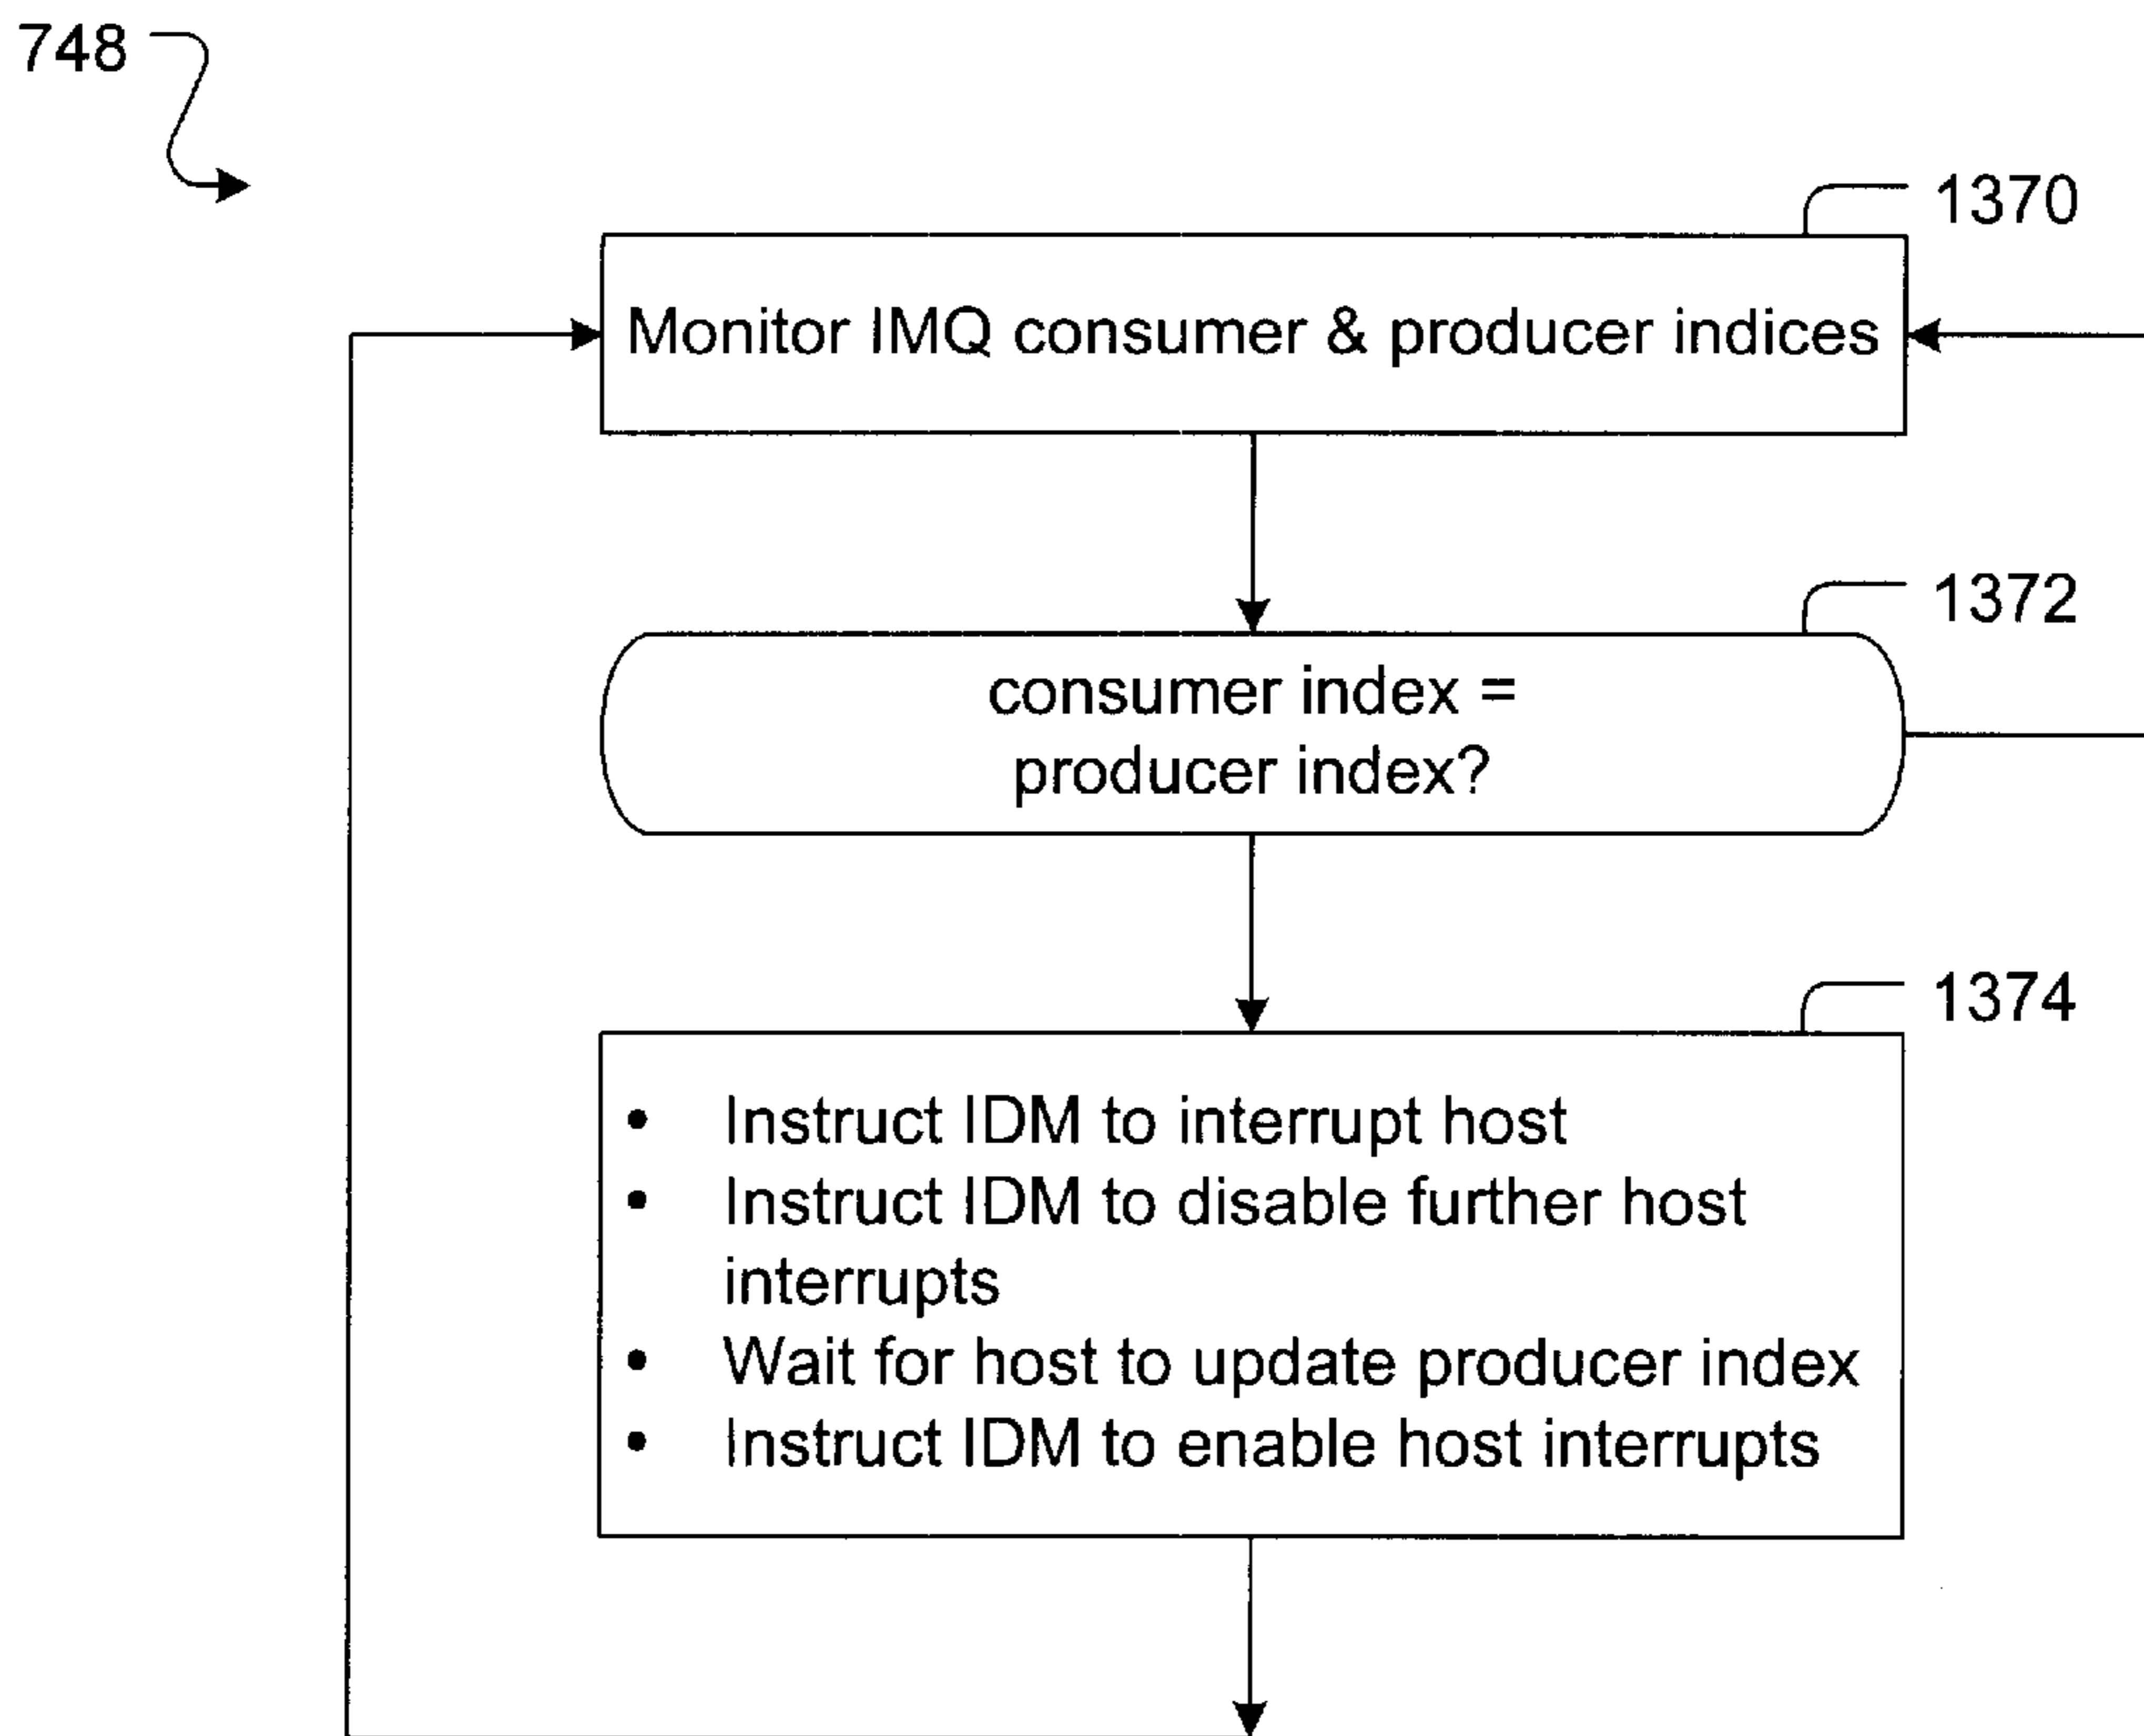 748
1370
Monitor IMQ consumer & producer indices
1372
consumer index =
producer index?
1374
• Instruct IDM to interrupt host
• Instruct IDM to disable further host
interrupts
• Wait for host to update producer index
• Instruct IDM to enable host interrupts